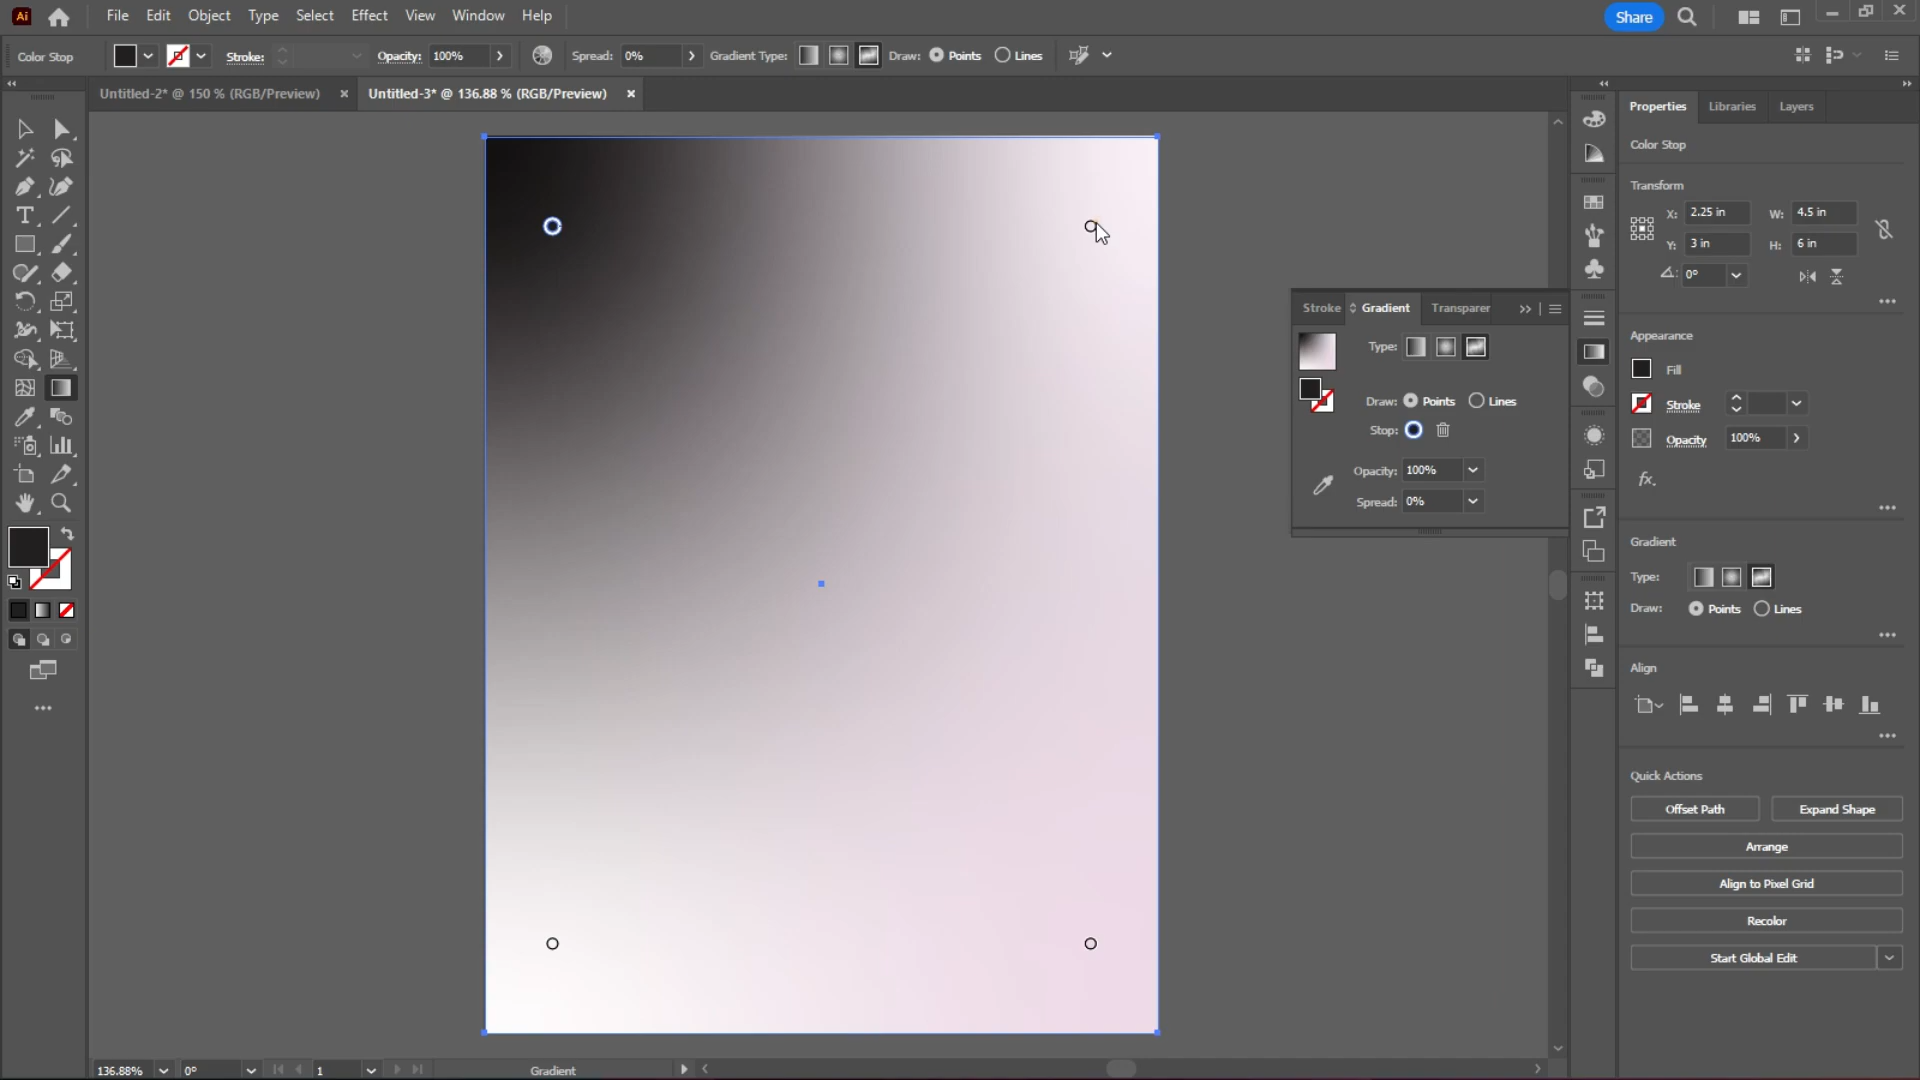 Ai File Edit Object Type Select Effect View Window Help Share
Color Stop Stroke: Opacity: 100% Spread: 0% Gradient Type: Draw: Points Lines
Untitled-2* @ 150 % (RGB/Preview) Untitled-3* @ 136.88 % (RGB/Preview)
Properties Libraries Layers
Color Stop
Transform
X: 2.25 in W: 4.5 in
Y: 3 in H: 6 in
0°
Stroke Gradient Transparer
Type:
Draw: Points Lines
Stop:
Opacity: 100%
Spread: 0%
Appearance
Fill
Stroke
Opacity 100%
fx.
Gradient
Type:
Draw: Points Lines
Align
Quick Actions
Offset Path Expand Shape
Arrange
Align to Pixel Grid
Recolor
Start Global Edit
136.88% 0° 1 Gradient